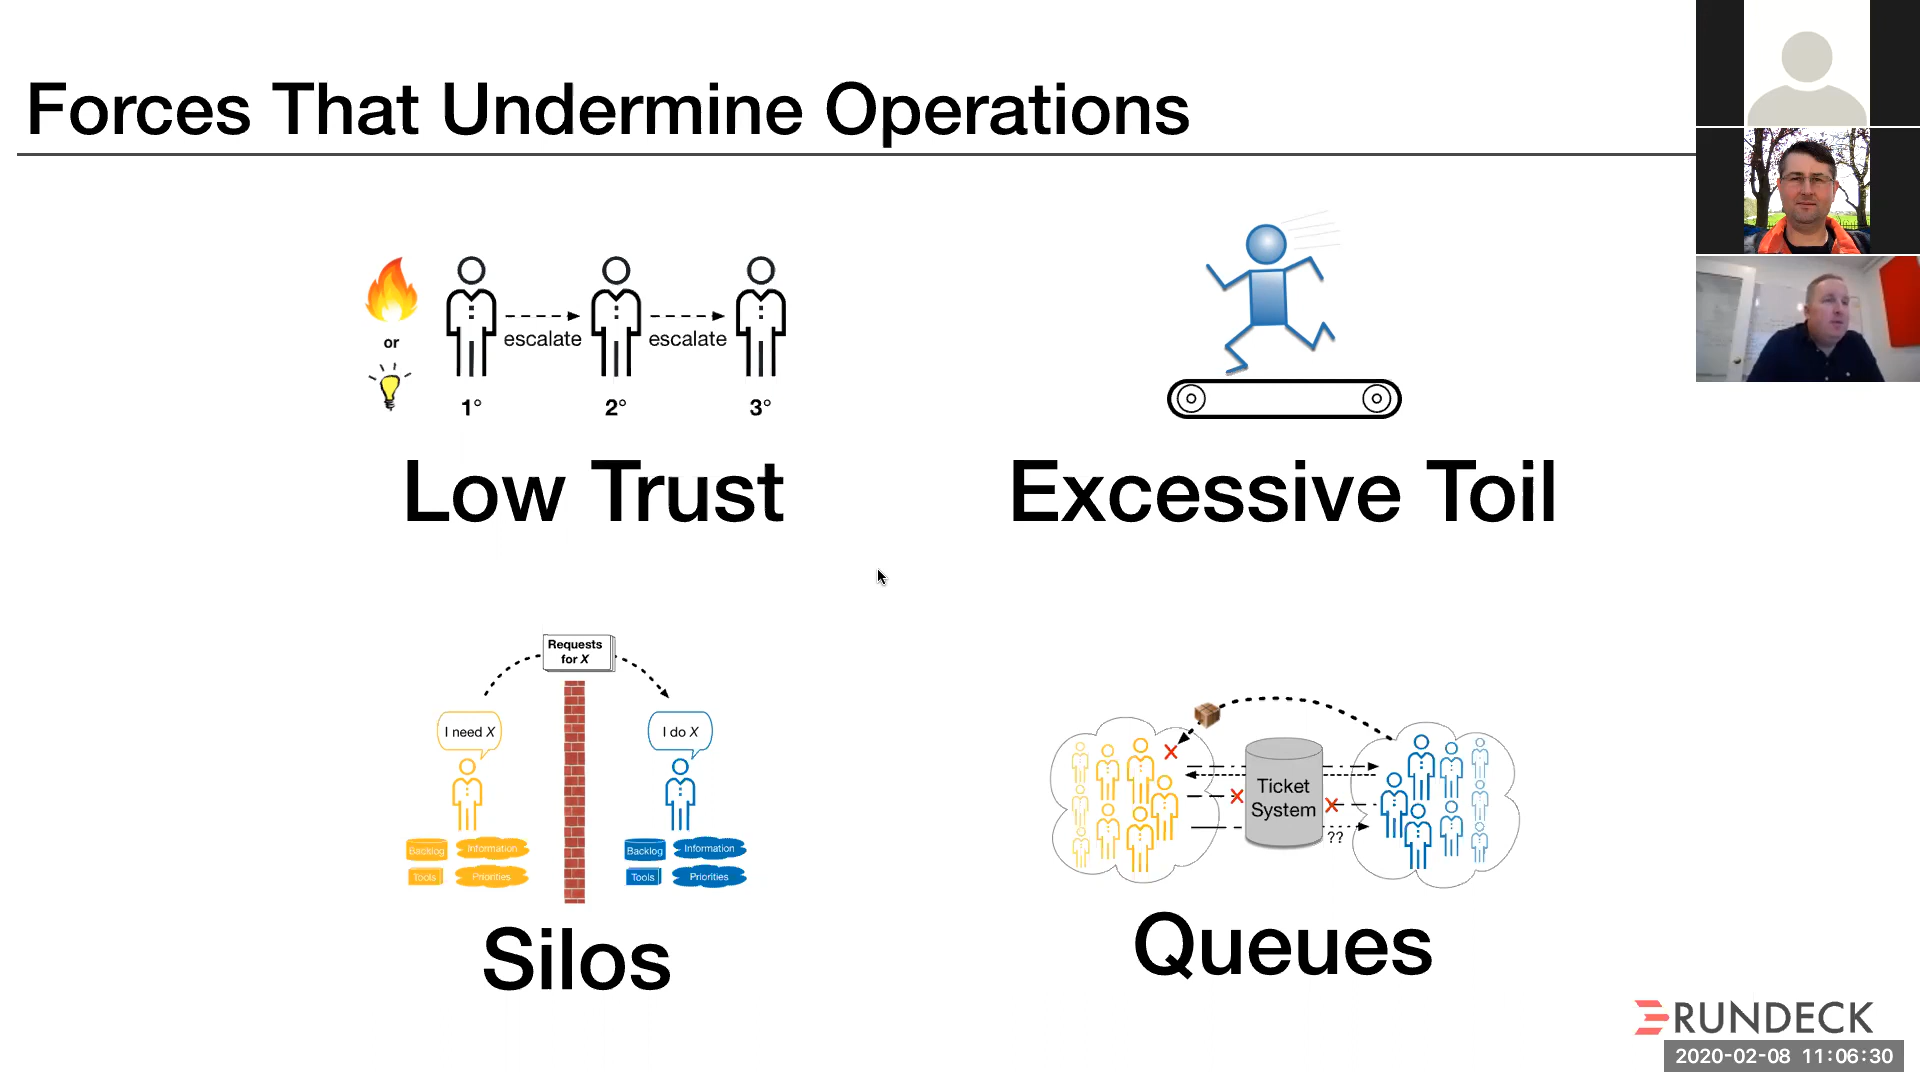 Forces That Undermine Operations
or
escalate
escalate
1°
2°
3°
Low Trust
Excessive Toil
Requests
for X
I need X
I do X
Backlog
Information
Tools
Priorities
Backlog
Information
Tools
Priorities
Silos
Ticket
System
??
Queues
RUNDECK
2020-02-08 11:06:30